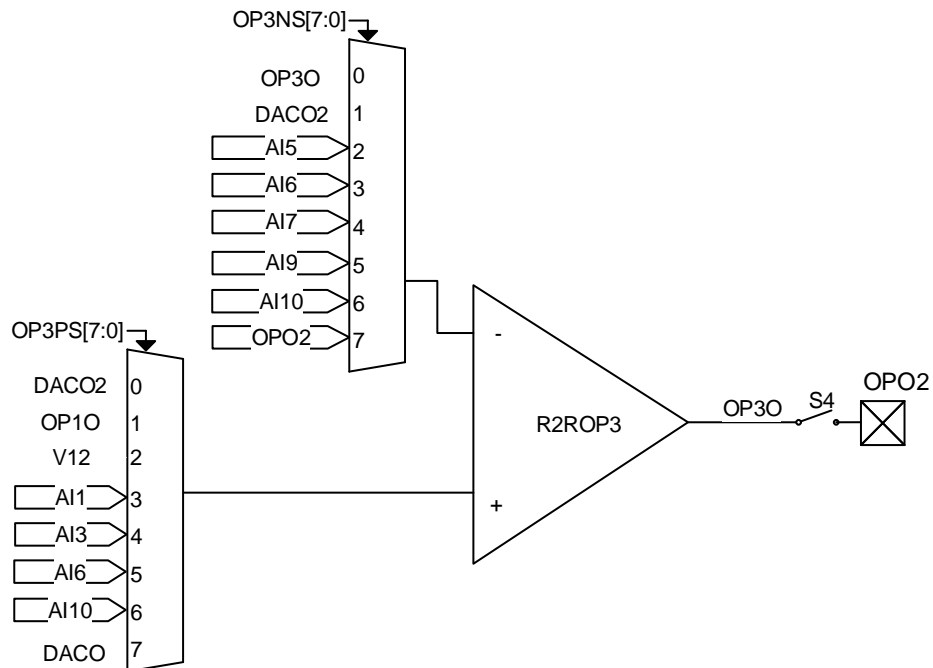 OP3NS[7:0]
OP3O 0
DACO2 1
AI5 2
AI6 3
AI7 4
AI9 5
AI10 6
OPO2 7
OP3PS[7:0]
DACO2 0
OP1O 1
V12 2
AI1 3
AI3 4
AI6 5
AI10 6
DACO 7
-
+
R2ROP3
OP3O
S4
OPO2